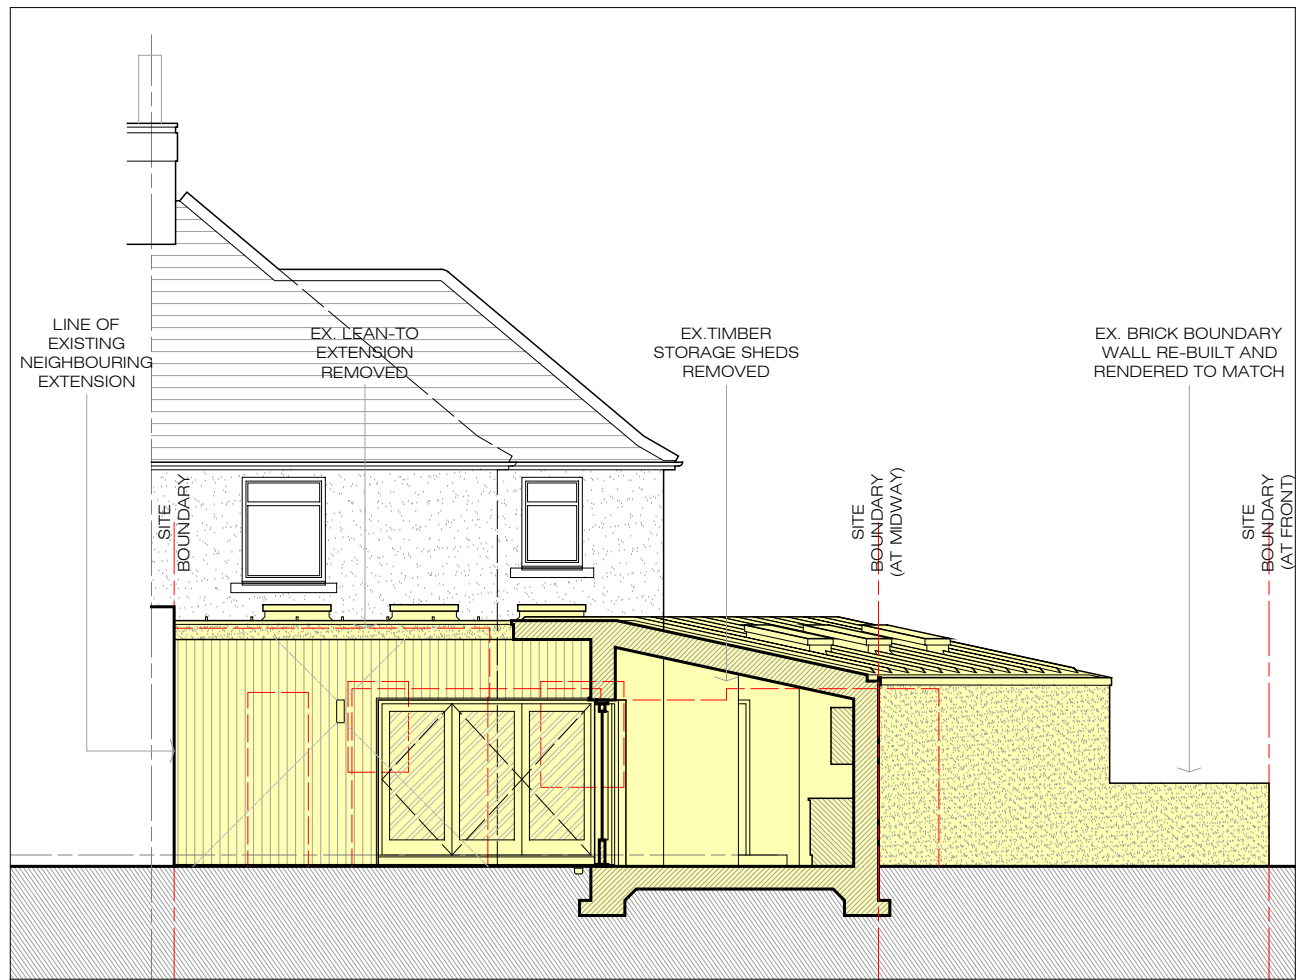 LINE OF
EXISTING
NEIGHBOURING
EXTENSION
EX. LEAN-TO
EXTENSION
REMOVED
EX.TIMBER
STORAGE SHEDS
REMOVED
EX. BRICK BOUNDARY
WALL RE-BUILT AND
RENDERED TO MATCH
SITE
BOUNDARY
SITE
BOUNDARY
(AT MIDWAY)
SITE
BOUNDARY
(AT FRONT)